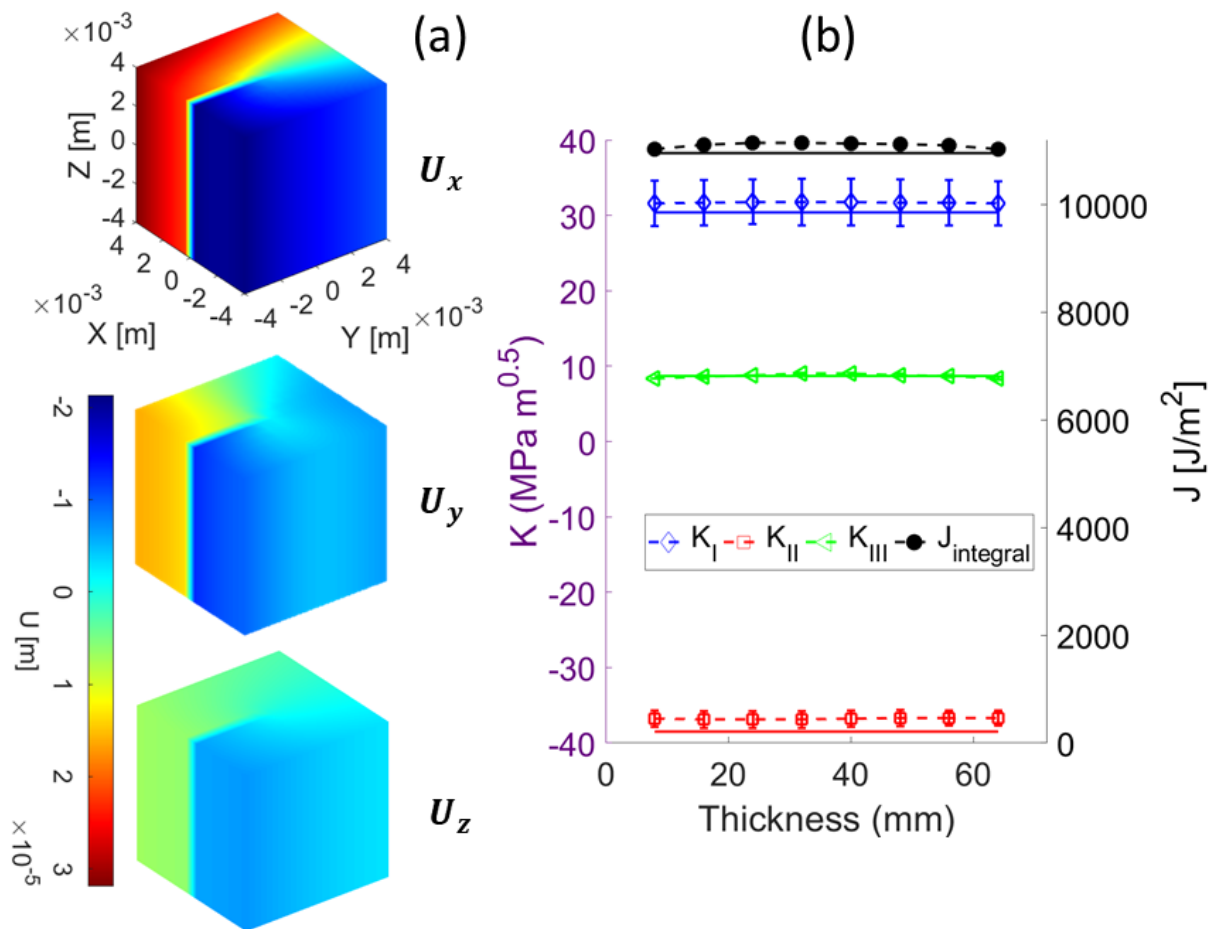 (a)
×10⁻³
4
2
0
-2
-4
Z [m]
4
2
0
-2
-4
×10⁻³
X [m]
-4
-2
0
2
4
×10⁻³
Y [m]
Uₓ
U_y
U_z
-2
-1
0
1
2
3
U [m]
×10⁻⁵
(b)
40
30
20
10
0
-10
-20
-30
-40
K (MPa m^0.5)
K_I K_II K_III J_integral
10000
8000
6000
4000
2000
0
J [J/m²]
0 20 40 60
Thickness (mm)